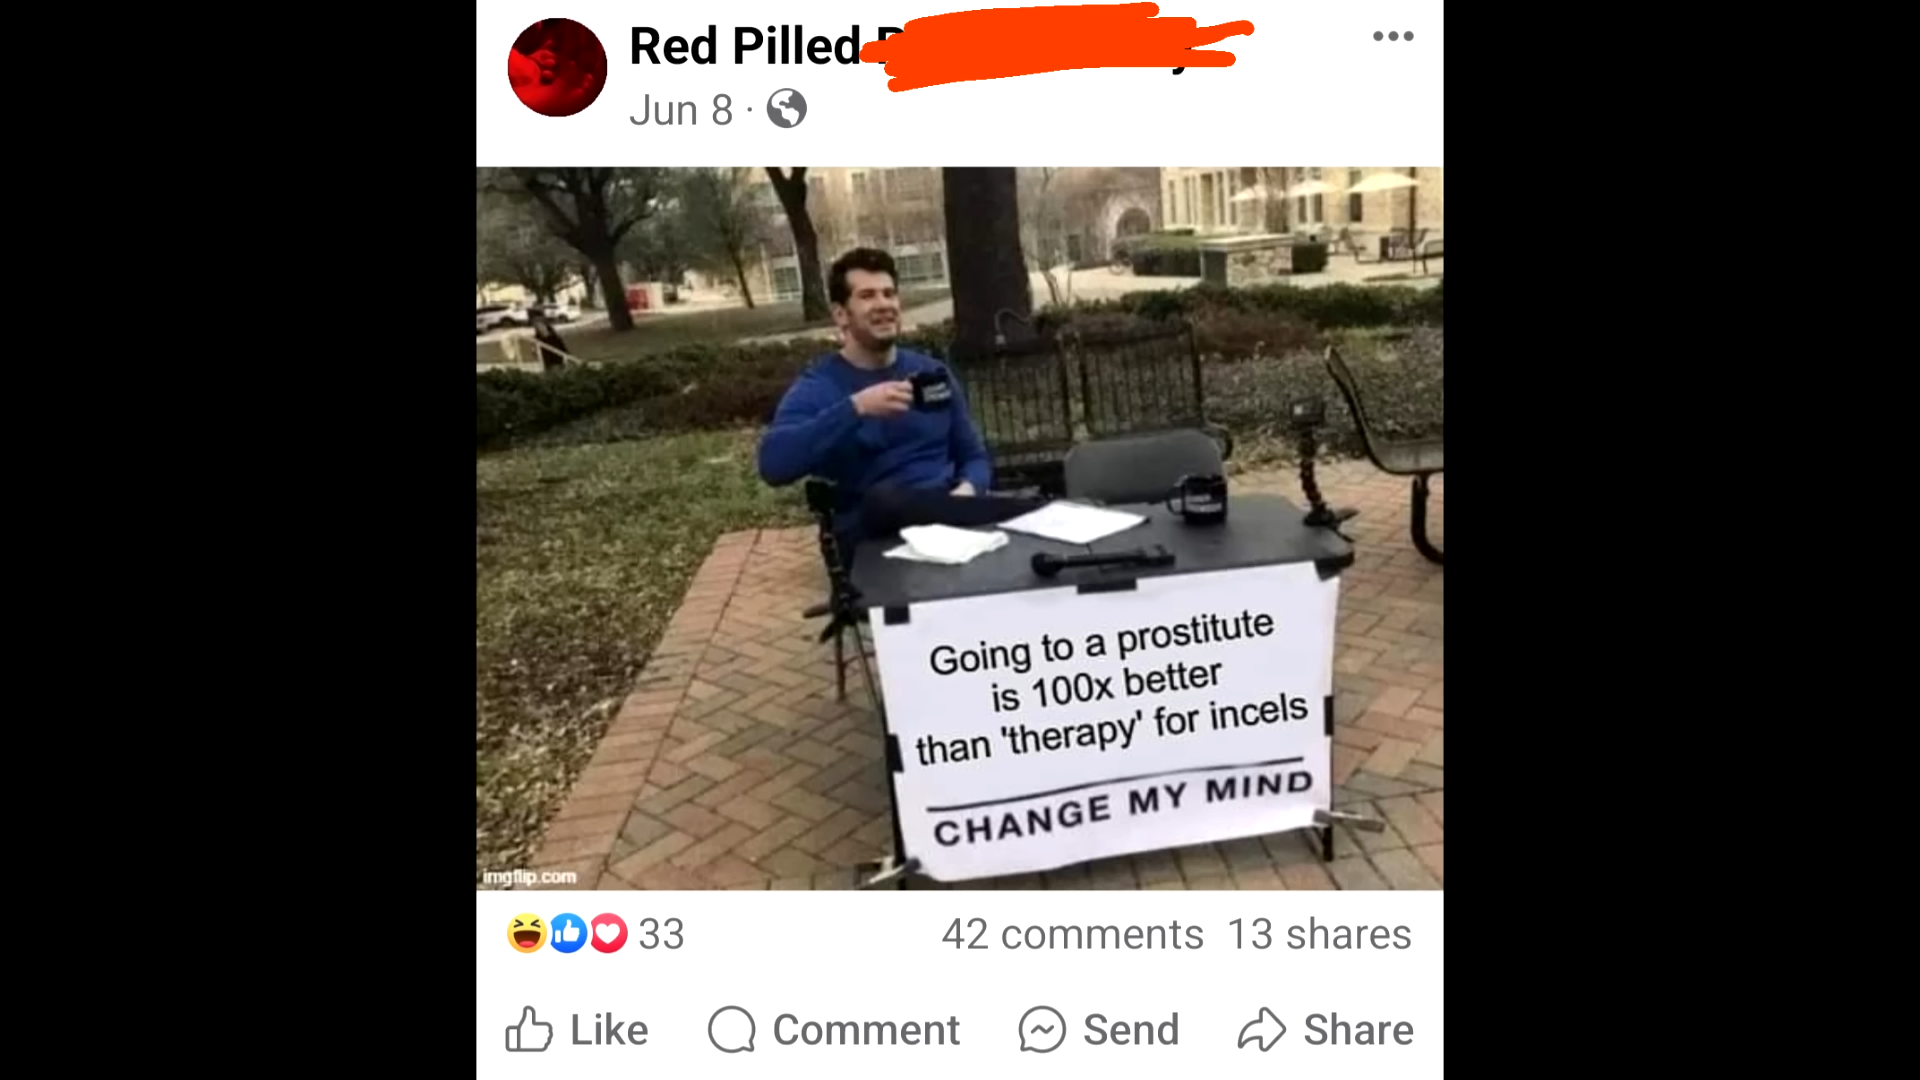 Red Pilled
Jun 8 ·
Going to a prostitute
is 100x better
than 'therapy' for incels
CHANGE MY MIND
imgflip.com
33
42 comments 13 shares
Like
Comment
Send
Share